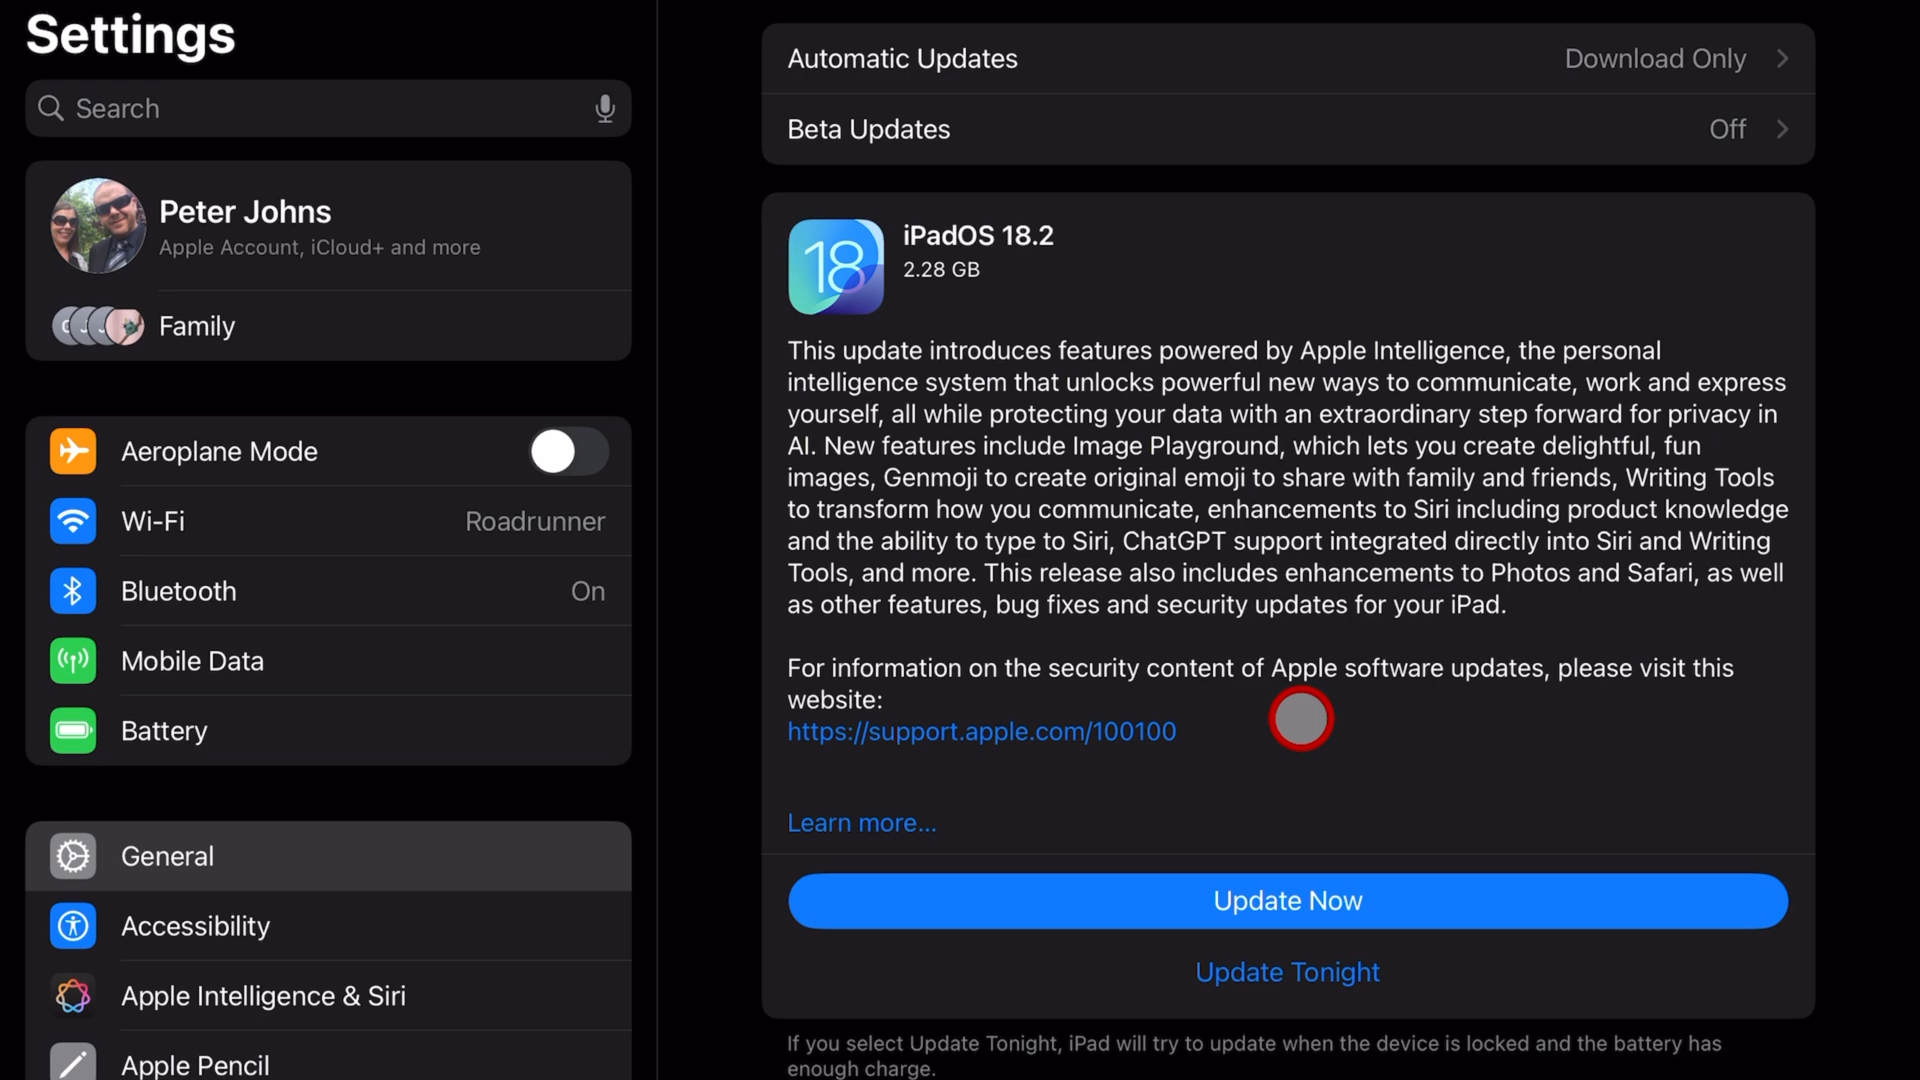 Settings
Search
Peter Johns
Apple Account, iCloud+ and more
Family
Aeroplane Mode
Wi-Fi
Roadrunner
Bluetooth
On
Mobile Data
Battery
General
Accessibility
Apple Intelligence & Siri
Apple Pencil
Automatic Updates
Download Only
Beta Updates
Off
18
iPadOS 18.2
2.28 GB
This update introduces features powered by Apple Intelligence, the personal
intelligence system that unlocks powerful new ways to communicate, work and express
yourself, all while protecting your data with an extraordinary step forward for privacy in
AI. New features include Image Playground, which lets you create delightful, fun
images, Genmoji to create original emoji to share with family and friends, Writing Tools
to transform how you communicate, enhancements to Siri including product knowledge
and the ability to type to Siri, ChatGPT support integrated directly into Siri and Writing
Tools, and more. This release also includes enhancements to Photos and Safari, as well
as other features, bug fixes and security updates for your iPad.
For information on the security content of Apple software updates, please visit this
website:
https://support.apple.com/100100
Learn more...
Update Now
Update Tonight
If you select Update Tonight, iPad will try to update when the device is locked and the battery has
enough charge.